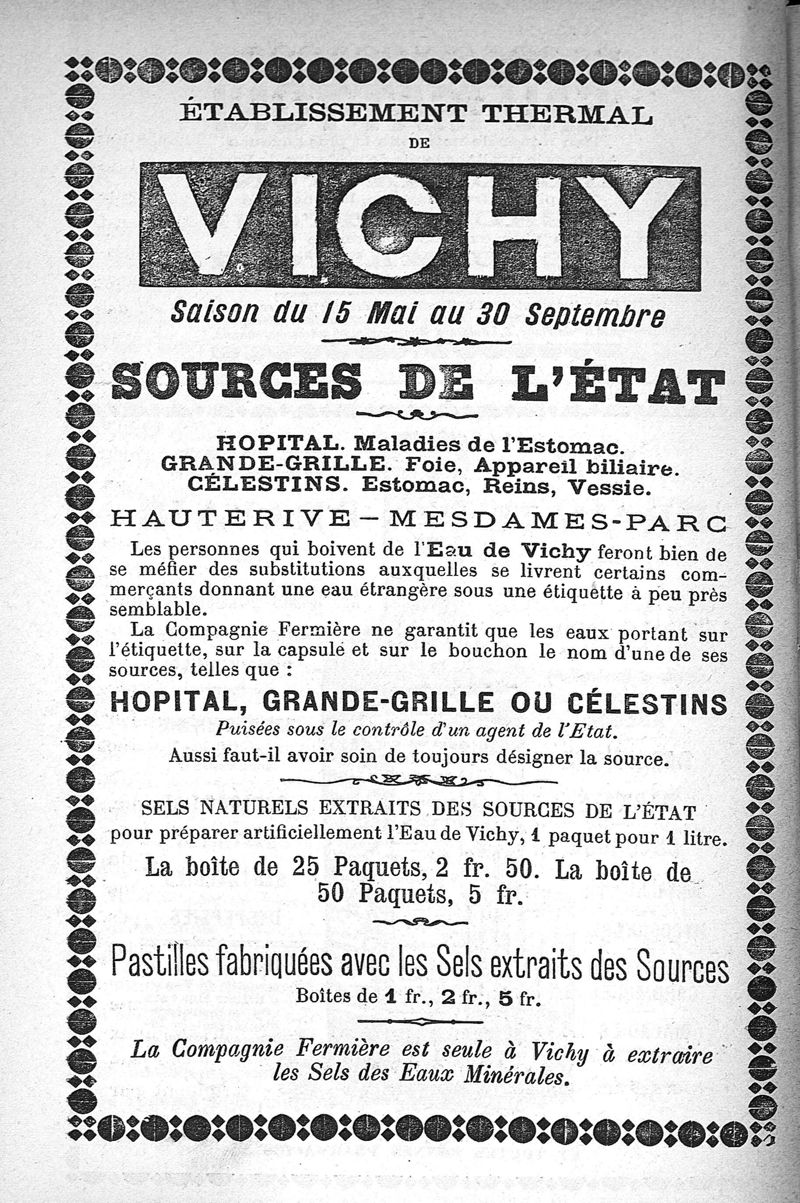 ÉTABLISSEMENT THERMAL
DE
VICHY
Saison du 15 Mai au 30 Septembre
SOURCES DE L'ÉTAT
HOPITAL. Maladies de l'Estomac.
GRANDE-GRILLE. Foie, Appareil biliaire.
CÉLESTINS. Estomac, Reins, Vessie.
HAUTERIVE — MESDAMES-PARC
Les personnes qui boivent de l'Eau de Vichy feront bien de
se méfier des substitutions auxquelles se livrent certains com-
merçants donnant une eau étrangère sous une étiquette à peu près
semblable.
La Compagnie Fermière ne garantit que les eaux portant sur
l'étiquette, sur la capsule et sur le bouchon le nom d'une de ses
sources, telles que :
HOPITAL, GRANDE-GRILLE OU CÉLESTINS
Puisées sous le contrôle d'un agent de l'Etat.
Aussi faut-il avoir soin de toujours désigner la source.
SELS NATURELS EXTRAITS DES SOURCES DE L'ÉTAT
pour préparer artificiellement l'Eau de Vichy, 1 paquet pour 1 litre.
La boîte de 25 Paquets, 2 fr. 50. La boîte de
50 Paquets, 5 fr.
Pastilles fabriquées avec les Sels extraits des Sources
Boîtes de 1 fr., 2 fr., 5 fr.
La Compagnie Fermière est seule à Vichy à extraire
les Sels des Eaux Minérales.